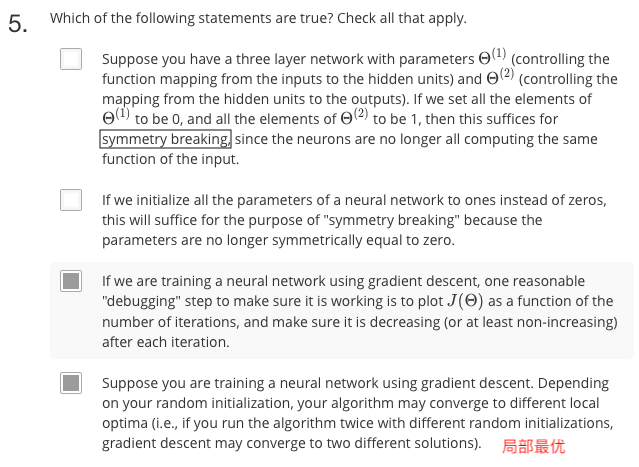 5. Which of the following statements are true? Check all that apply.
Suppose you have a three layer network with parameters Θ(1) (controlling the
function mapping from the inputs to the hidden units) and Θ(2) (controlling the
mapping from the hidden units to the outputs). If we set all the elements of
Θ(1) to be 0, and all the elements of Θ(2) to be 1, then this suffices for
symmetry breaking, since the neurons are no longer all computing the same
function of the input.
If we initialize all the parameters of a neural network to ones instead of zeros,
this will suffice for the purpose of "symmetry breaking" because the
parameters are no longer symmetrically equal to zero.
If we are training a neural network using gradient descent, one reasonable
"debugging" step to make sure it is working is to plot J(Θ) as a function of the
number of iterations, and make sure it is decreasing (or at least non-increasing)
after each iteration.
Suppose you are training a neural network using gradient descent. Depending
on your random initialization, your algorithm may converge to different local
optima (i.e., if you run the algorithm twice with different random initializations,
gradient descent may converge to two different solutions). 局部最优